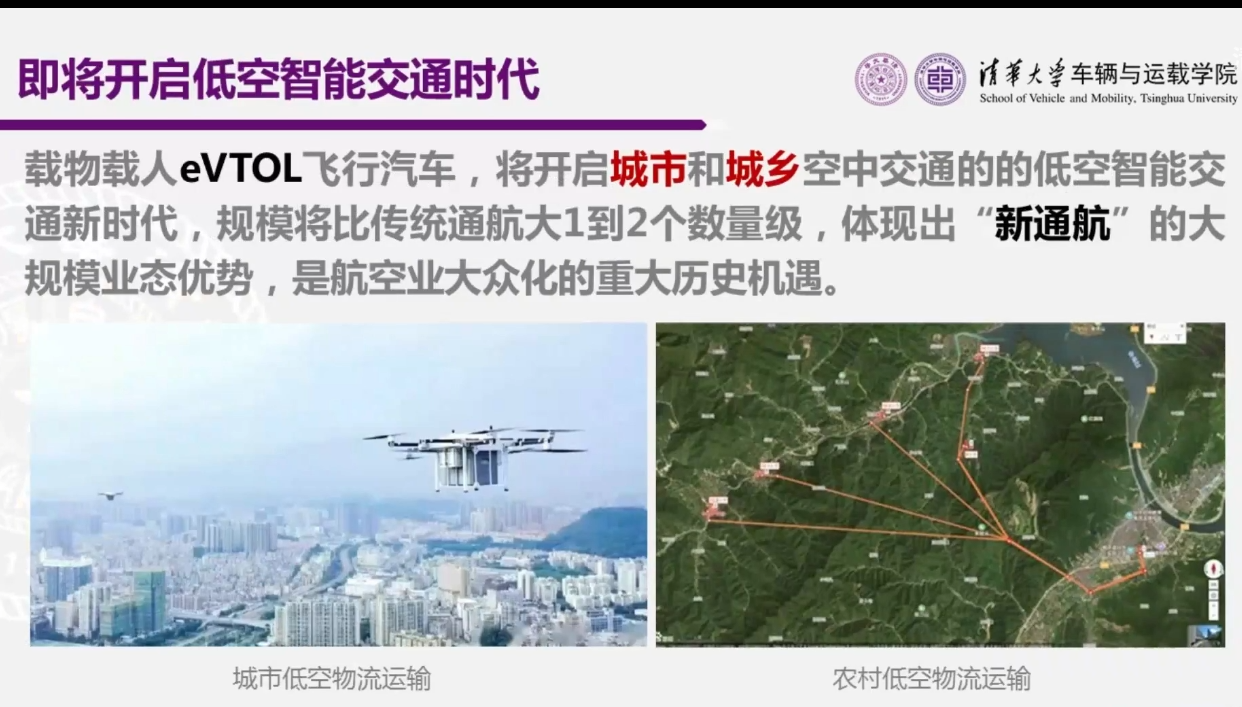 即将开启低空智能交通时代
清华大学车辆与运载学院
School of Vehicle and Mobility, Tsinghua University
载物载人eVTOL飞行汽车，将开启城市和城乡空中交通的的低空智能交
通新时代，规模将比传统通航大1到2个数量级，体现出“新通航”的大
规模业态优势，是航空业大众化的重大历史机遇。
城市低空物流运输
农村低空物流运输